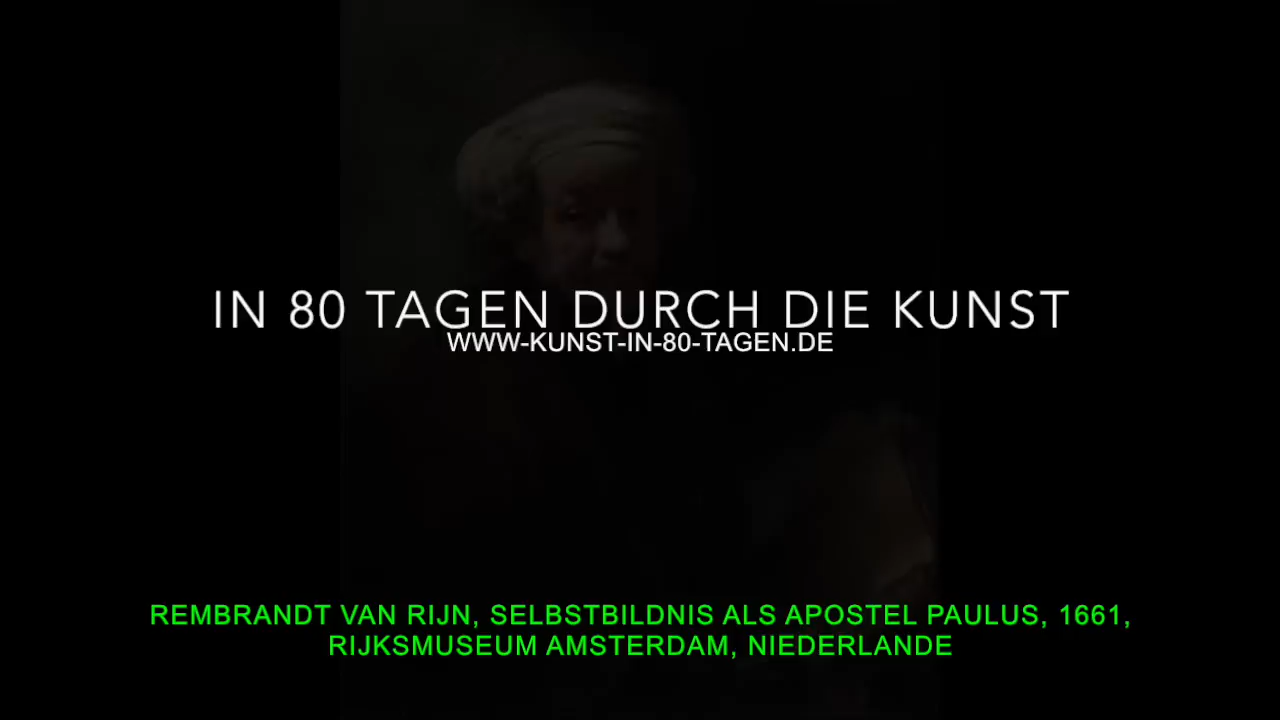 IN 80 TAGEN DURCH DIE KUNST
WWW-KUNST-IN-80-TAGEN.DE
REMBRANDT VAN RIJN, SELBSTBILDNIS ALS APOSTEL PAULUS, 1661,
RIJKSMUSEUM AMSTERDAM, NIEDERLANDE